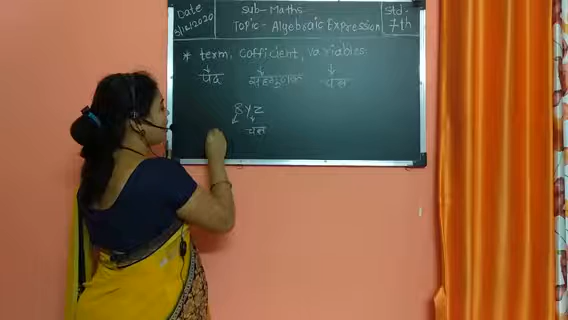 Date
3/12/2020
Sub-Maths
Topic - Algebraic Expression
Std-
7th
* term, Cofficient, Variables
पद सहगुणक चल
8yz
चल